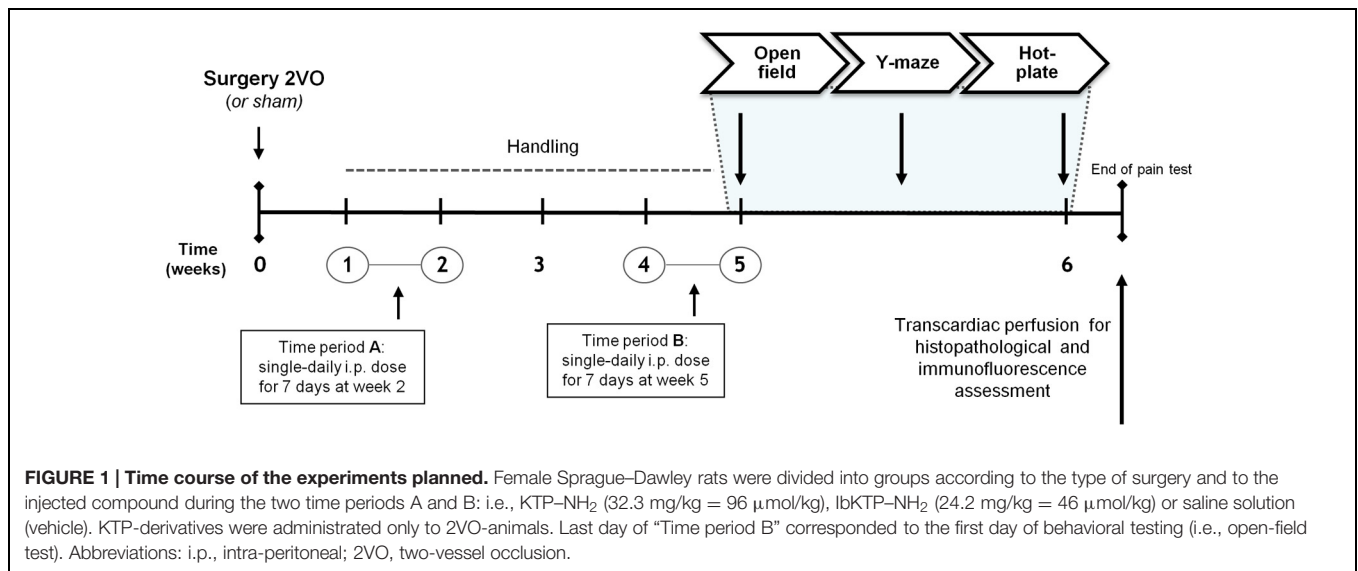 Open
field
Y-maze
Hot-
plate
Surgery 2VO
(or sham)
Handling
End of pain test
Time
(weeks)
0
1
2
3
4
5
6
Time period A:
single-daily i.p. dose
for 7 days at week 2
Time period B:
single-daily i.p. dose
for 7 days at week 5
Transcardiac perfusion for
histopathological and
immunofluorescence
assessment
FIGURE 1 | Time course of the experiments planned. Female Sprague–Dawley rats were divided into groups according to the type of surgery and to the
injected compound during the two time periods A and B: i.e., KTP–NH₂ (32.3 mg/kg = 96 μmol/kg), IbKTP–NH₂ (24.2 mg/kg = 46 μmol/kg) or saline solution
(vehicle). KTP-derivatives were administrated only to 2VO-animals. Last day of “Time period B” corresponded to the first day of behavioral testing (i.e., open-field
test). Abbreviations: i.p., intra-peritoneal; 2VO, two-vessel occlusion.